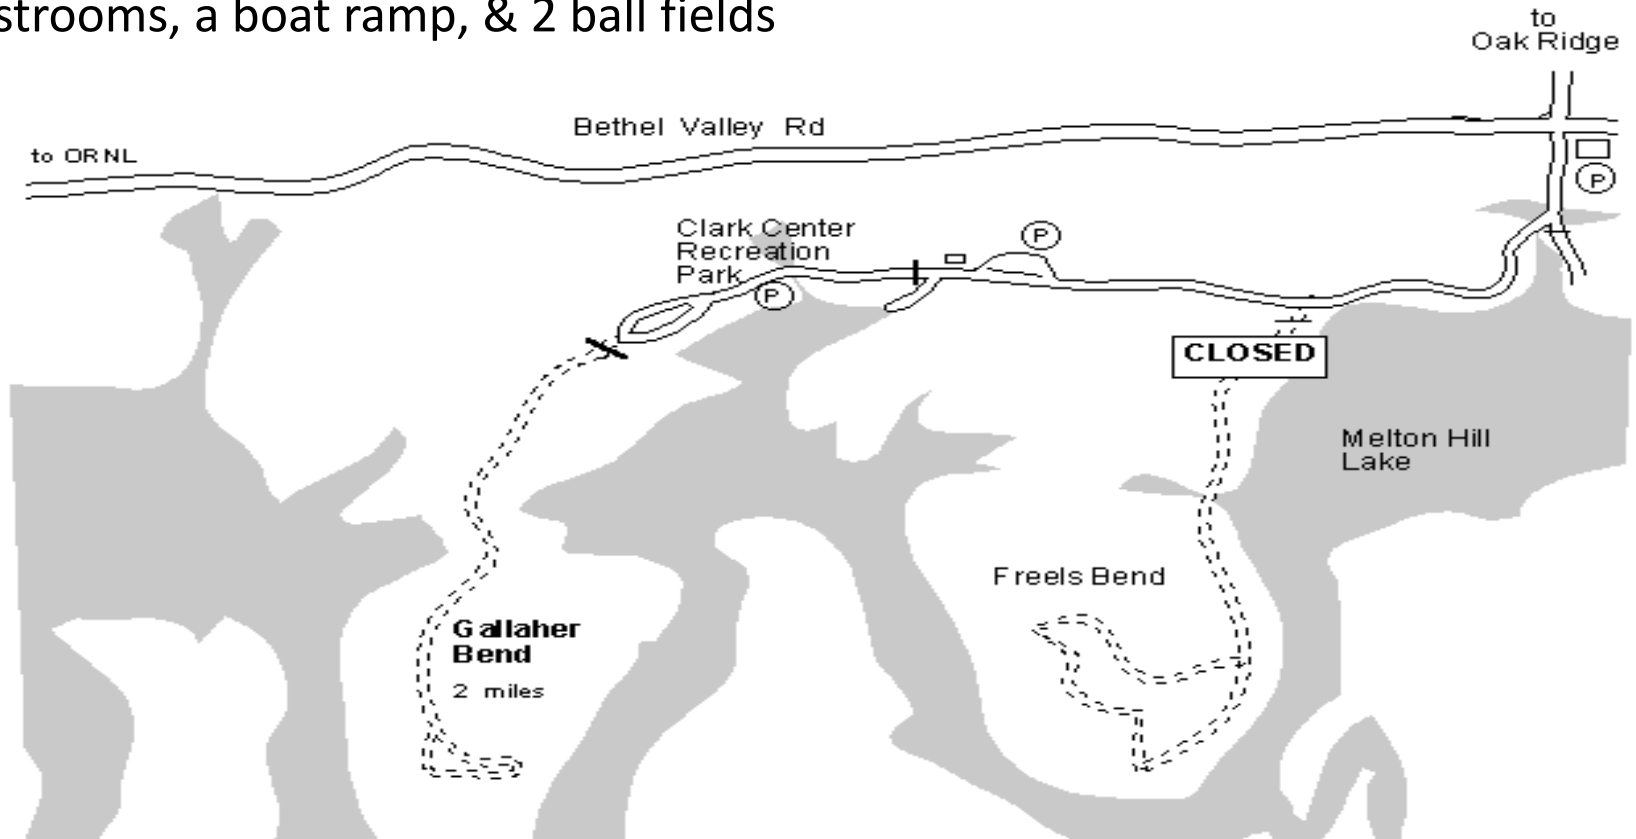 strooms, a boat ramp, & 2 ball fields
to
Oak Ridge
Bethel Valley Rd
to ORNL
P
Clark Center
Recreation
Park
P
P
CLOSED
Melton Hill
Lake
Freels Bend
Gallaher
Bend
2 miles